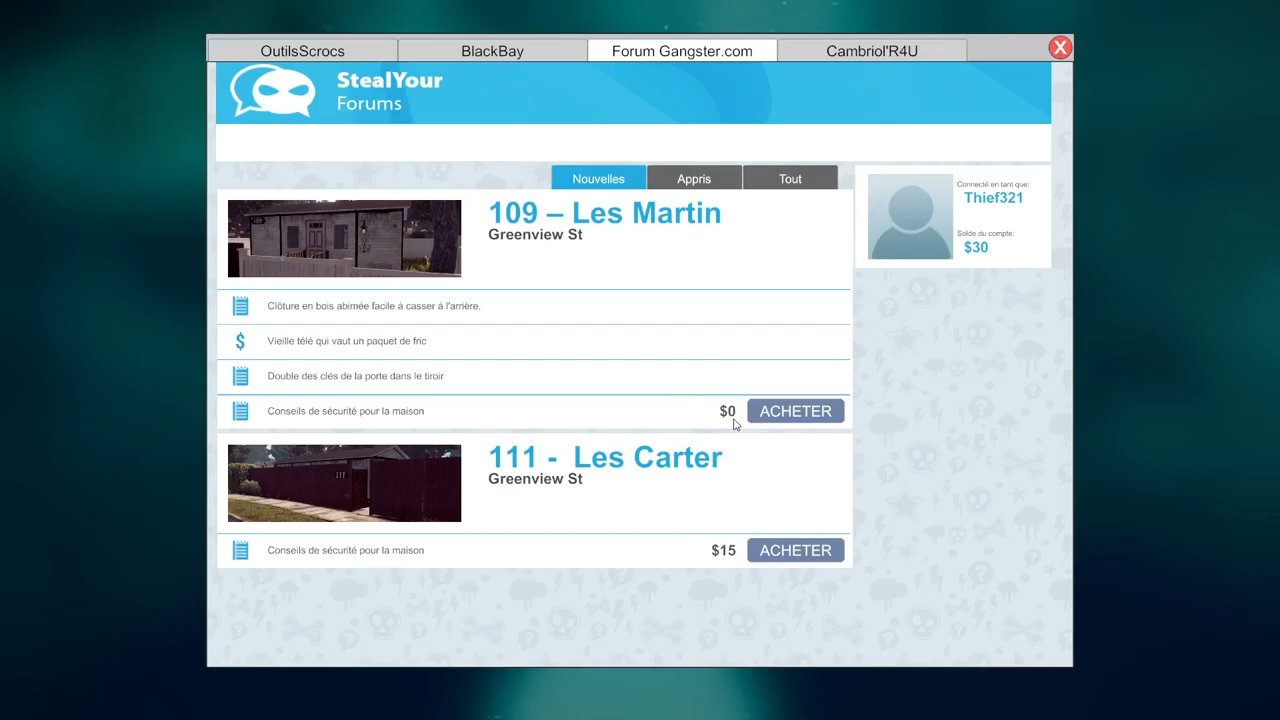 OutilsScrocs
BlackBay
Forum Gangster.com
Cambriol'R4U
X
StealYour
Forums
Nouvelles
Appris
Tout
Connecté en tant que:
Thief321
Solde du compte:
$30
109 – Les Martin
Greenview St
109
Clôture en bois abimée facile à casser à l'arrière.
$
Vieille télé qui vaut un paquet de fric
Double des clés de la porte dans le tiroir
Conseils de sécurité pour la maison
$0
ACHETER
111 - Les Carter
Greenview St
111
Conseils de sécurité pour la maison
$15
ACHETER